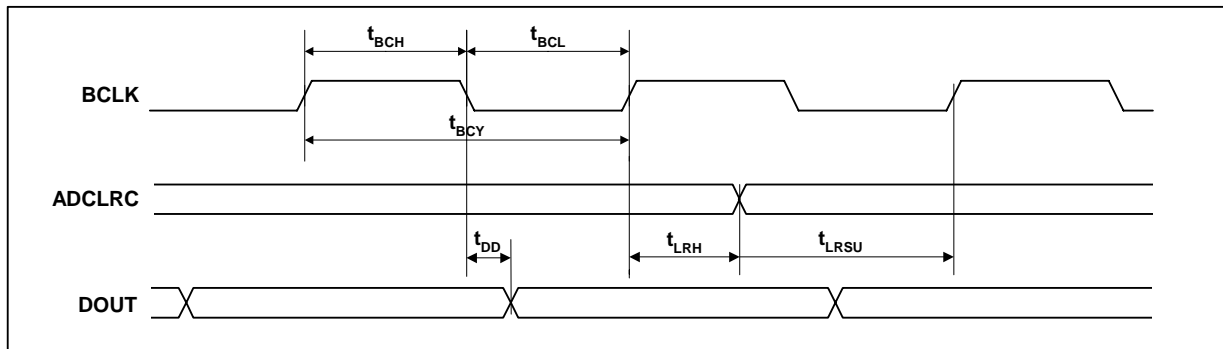 tBCH
tBCL
BCLK
tBCY
ADCLRC
tDD
tLRH
tLRSU
DOUT